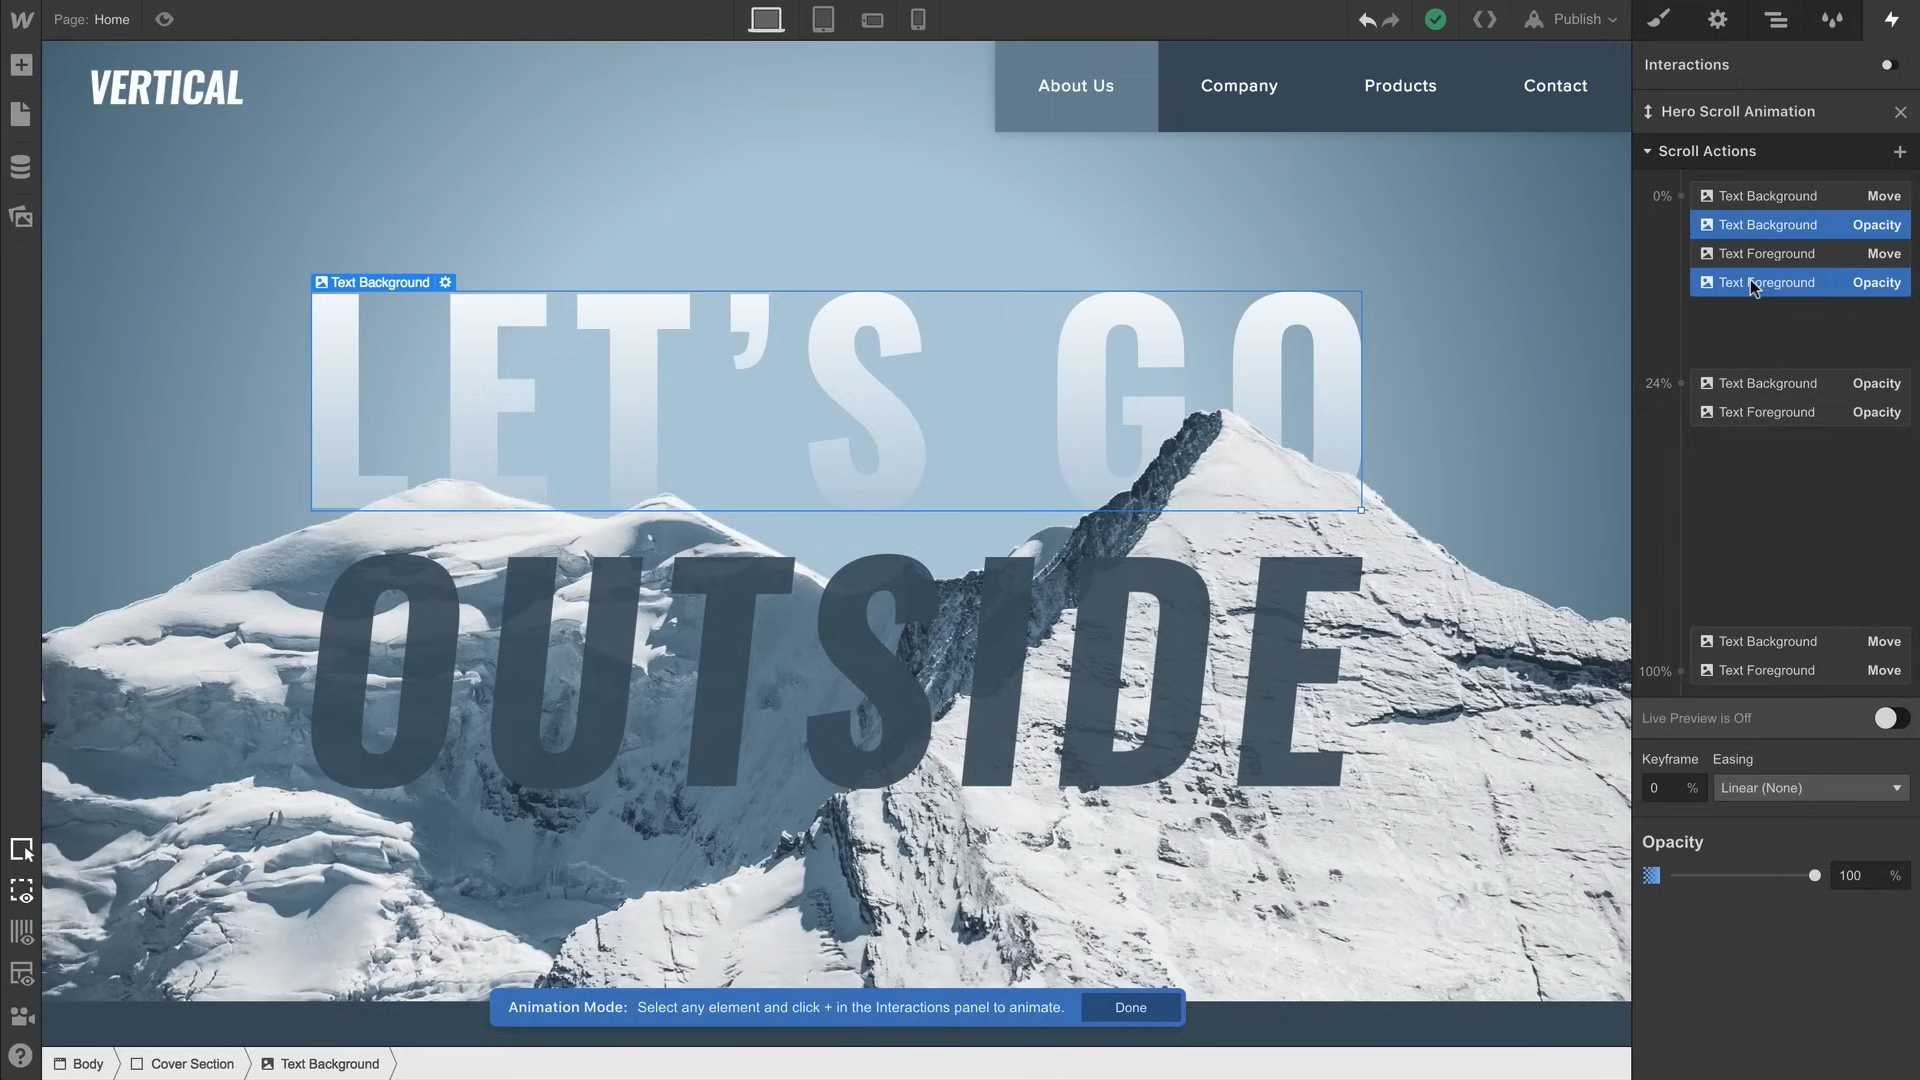 Page: Home
Publish
VERTICAL
About Us
Company
Products
Contact
Text Background
LET'S GO
OUTSIDE
Animation Mode: Select any element and click + in the Interactions panel to animate.
Done
Body
Cover Section
Text Background
Interactions
Hero Scroll Animation
Scroll Actions
0%
Text Background Move
Text Background Opacity
Text Foreground Move
Text Foreground Opacity
24%
Text Background Opacity
Text Foreground Opacity
Text Background Move
100%
Text Foreground Move
Live Preview is Off
Keyframe Easing
0 % Linear (None)
Opacity
100 %